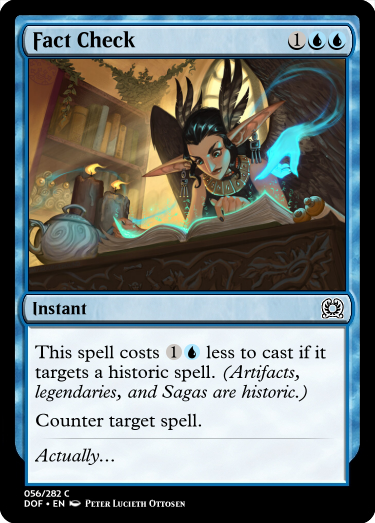 Fact Check 1
Instant
This spell costs 1 less to cast if it
targets a historic spell. (Artifacts,
legendaries, and Sagas are historic.)
Counter target spell.
Actually…
056/282 C
DOF • EN Peter Lucieth Ottosen